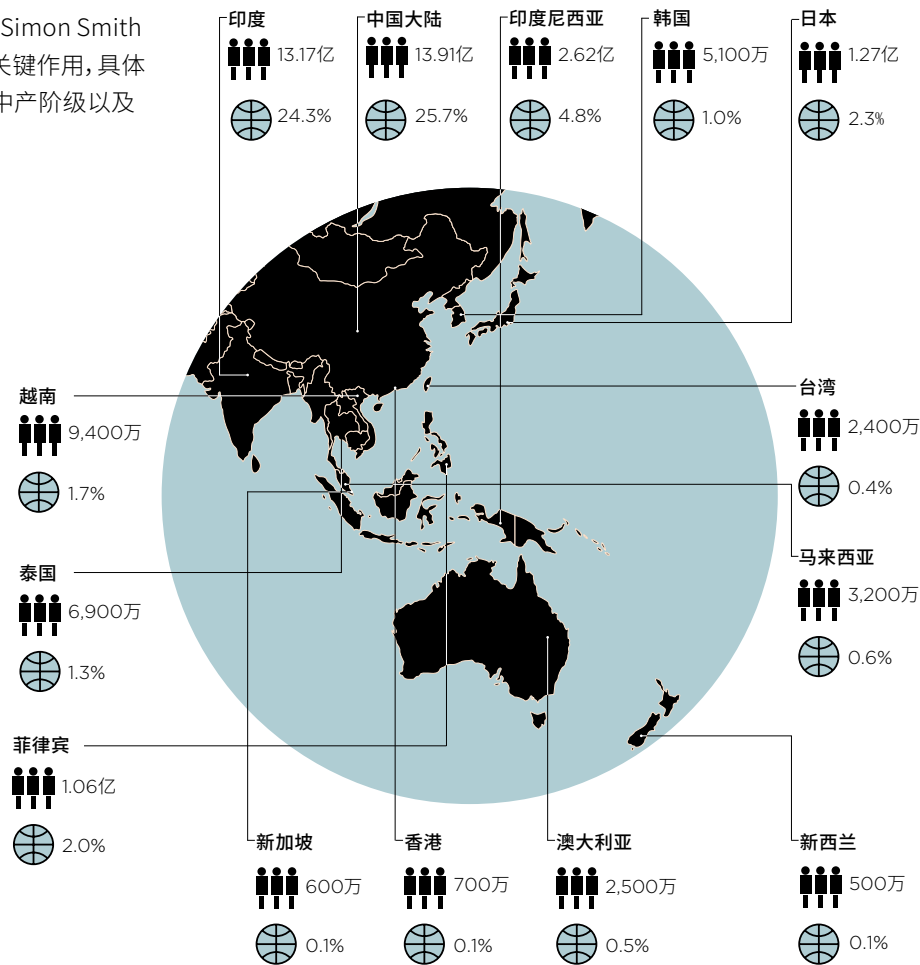 Simon Smith
关键作用，具体
中产阶级以及
印度
13.17亿
24.3%
中国大陆
13.91亿
25.7%
印度尼西亚
2.62亿
4.8%
韩国
5,100万
1.0%
日本
1.27亿
2.3%
越南
9,400万
1.7%
台湾
2,400万
0.4%
泰国
6,900万
1.3%
马来西亚
3,200万
0.6%
菲律宾
1.06亿
2.0%
新加坡
600万
0.1%
香港
700万
0.1%
澳大利亚
2,500万
0.5%
新西兰
500万
0.1%